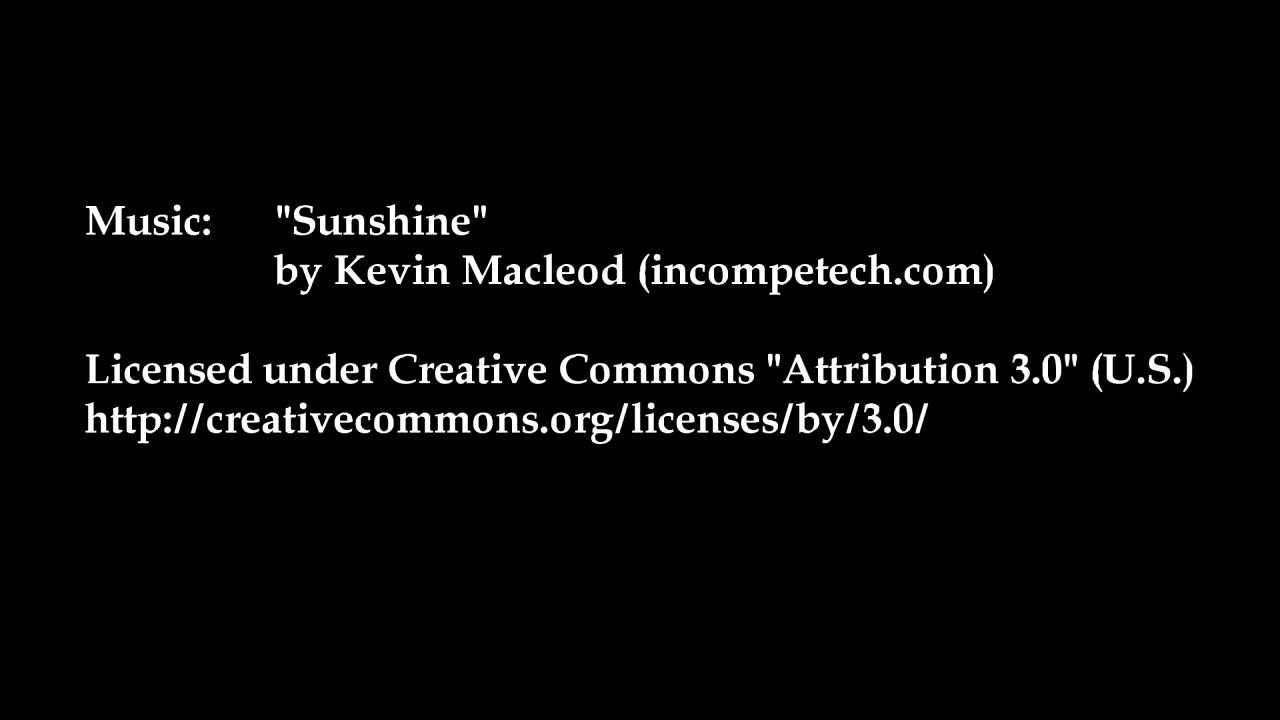 Music: "Sunshine"
by Kevin Macleod (incompetech.com)
Licensed under Creative Commons "Attribution 3.0" (U.S.)
http://creativecommons.org/licenses/by/3.0/